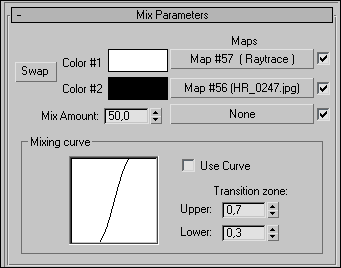 - Mix Parameters
Maps
Color #1 Map #57 ( Raytrace )
Swap
Color #2 Map #56 (HR_0247.jpg)
Mix Amount: 50,0 None
Mixing curve
Use Curve
Transition zone:
Upper: 0,7
Lower: 0,3